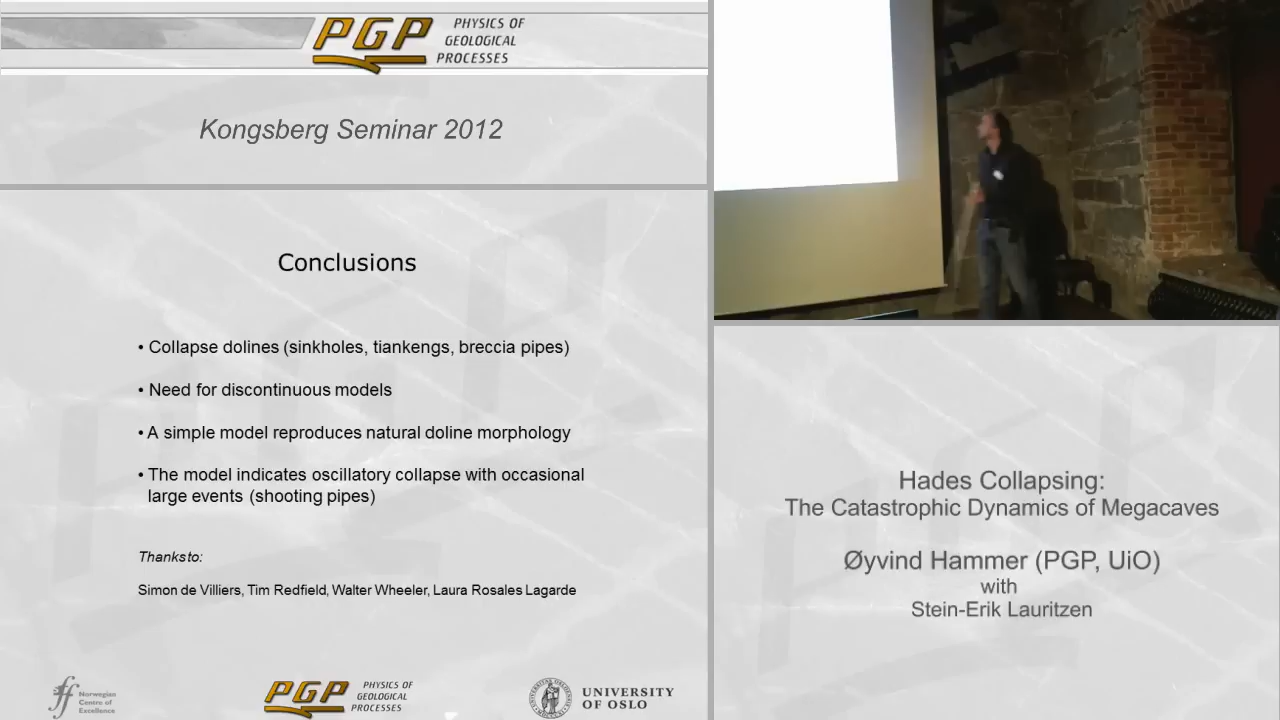 PGP
PHYSICS OF
GEOLOGICAL
PROCESSES
Kongsberg Seminar 2012
Conclusions
• Collapse dolines (sinkholes, tiankengs, breccia pipes)
• Need for discontinuous models
• A simple model reproduces natural doline morphology
• The model indicates oscillatory collapse with occasional
large events (shooting pipes)
Thanks to:
Simon de Villiers, Tim Redfield, Walter Wheeler, Laura Rosales Lagarde
Norwegian
Centre of
Excellence
PGP
PHYSICS OF
GEOLOGICAL
PROCESSES
UNIVERSITY
OF OSLO
Hades Collapsing:
The Catastrophic Dynamics of Megacaves
Øyvind Hammer (PGP, UiO)
with
Stein-Erik Lauritzen